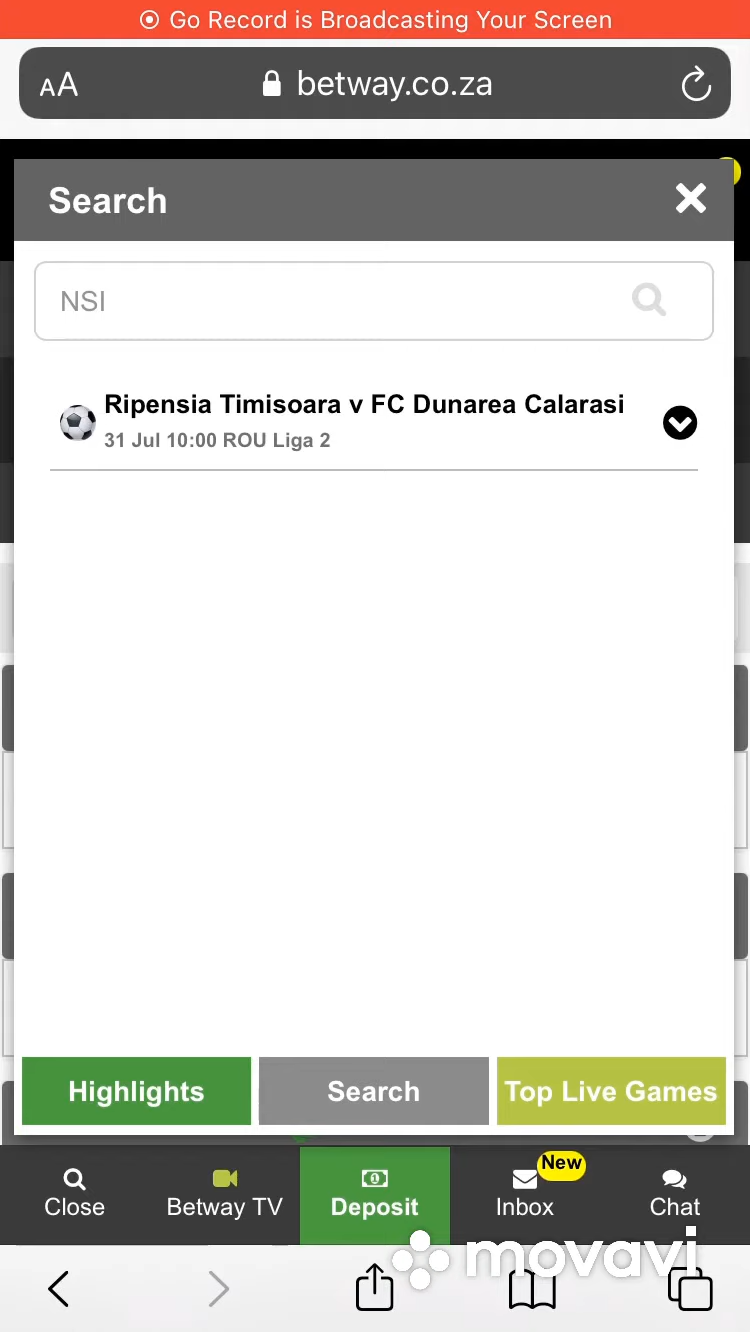 Go Record is Broadcasting Your Screen
AA
betway.co.za
Search
NSI
Ripensia Timisoara v FC Dunarea Calarasi
31 Jul 10:00 ROU Liga 2
Highlights
Search
Top Live Games
New
Close
Betway TV
Deposit
Inbox
Chat
movavi